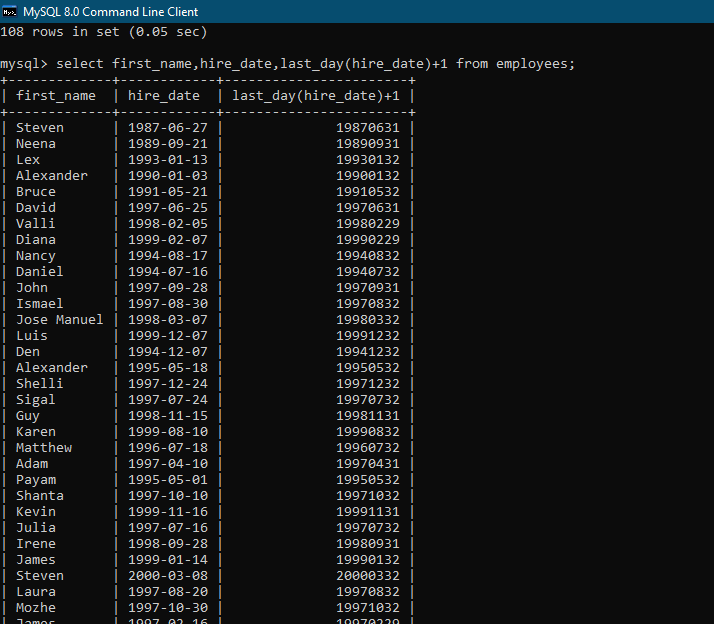 MySQL 8.0 Command Line Client
108 rows in set (0.05 sec)
mysql> select first_name,hire_date,last_day(hire_date)+1 from employees;
+-------------+------------+-----------------------+
| first_name | hire_date | last_day(hire_date)+1 |
+-------------+------------+-----------------------+
| Steven | 1987-06-27 | 19870631 |
| Neena | 1989-09-21 | 19890931 |
| Lex | 1993-01-13 | 19930132 |
| Alexander | 1990-01-03 | 19900132 |
| Bruce | 1991-05-21 | 19910532 |
| David | 1997-06-25 | 19970631 |
| Valli | 1998-02-05 | 19980229 |
| Diana | 1999-02-07 | 19990229 |
| Nancy | 1994-08-17 | 19940832 |
| Daniel | 1994-07-16 | 19940732 |
| John | 1997-09-28 | 19970931 |
| Ismael | 1997-08-30 | 19970832 |
| Jose Manuel | 1998-03-07 | 19980332 |
| Luis | 1999-12-07 | 19991232 |
| Den | 1994-12-07 | 19941232 |
| Alexander | 1995-05-18 | 19950532 |
| Shelli | 1997-12-24 | 19971232 |
| Sigal | 1997-07-24 | 19970732 |
| Guy | 1998-11-15 | 19981131 |
| Karen | 1999-08-10 | 19990832 |
| Matthew | 1996-07-18 | 19960732 |
| Adam | 1997-04-10 | 19970431 |
| Payam | 1995-05-01 | 19950532 |
| Shanta | 1997-10-10 | 19971032 |
| Kevin | 1999-11-16 | 19991131 |
| Julia | 1997-07-16 | 19970732 |
| Irene | 1998-09-28 | 19980931 |
| James | 1999-01-14 | 19990132 |
| Steven | 2000-03-08 | 20000332 |
| Laura | 1997-08-20 | 19970832 |
| Mozhe | 1997-10-30 | 19971032 |
| James | 1997-02-16 | 19970229 |